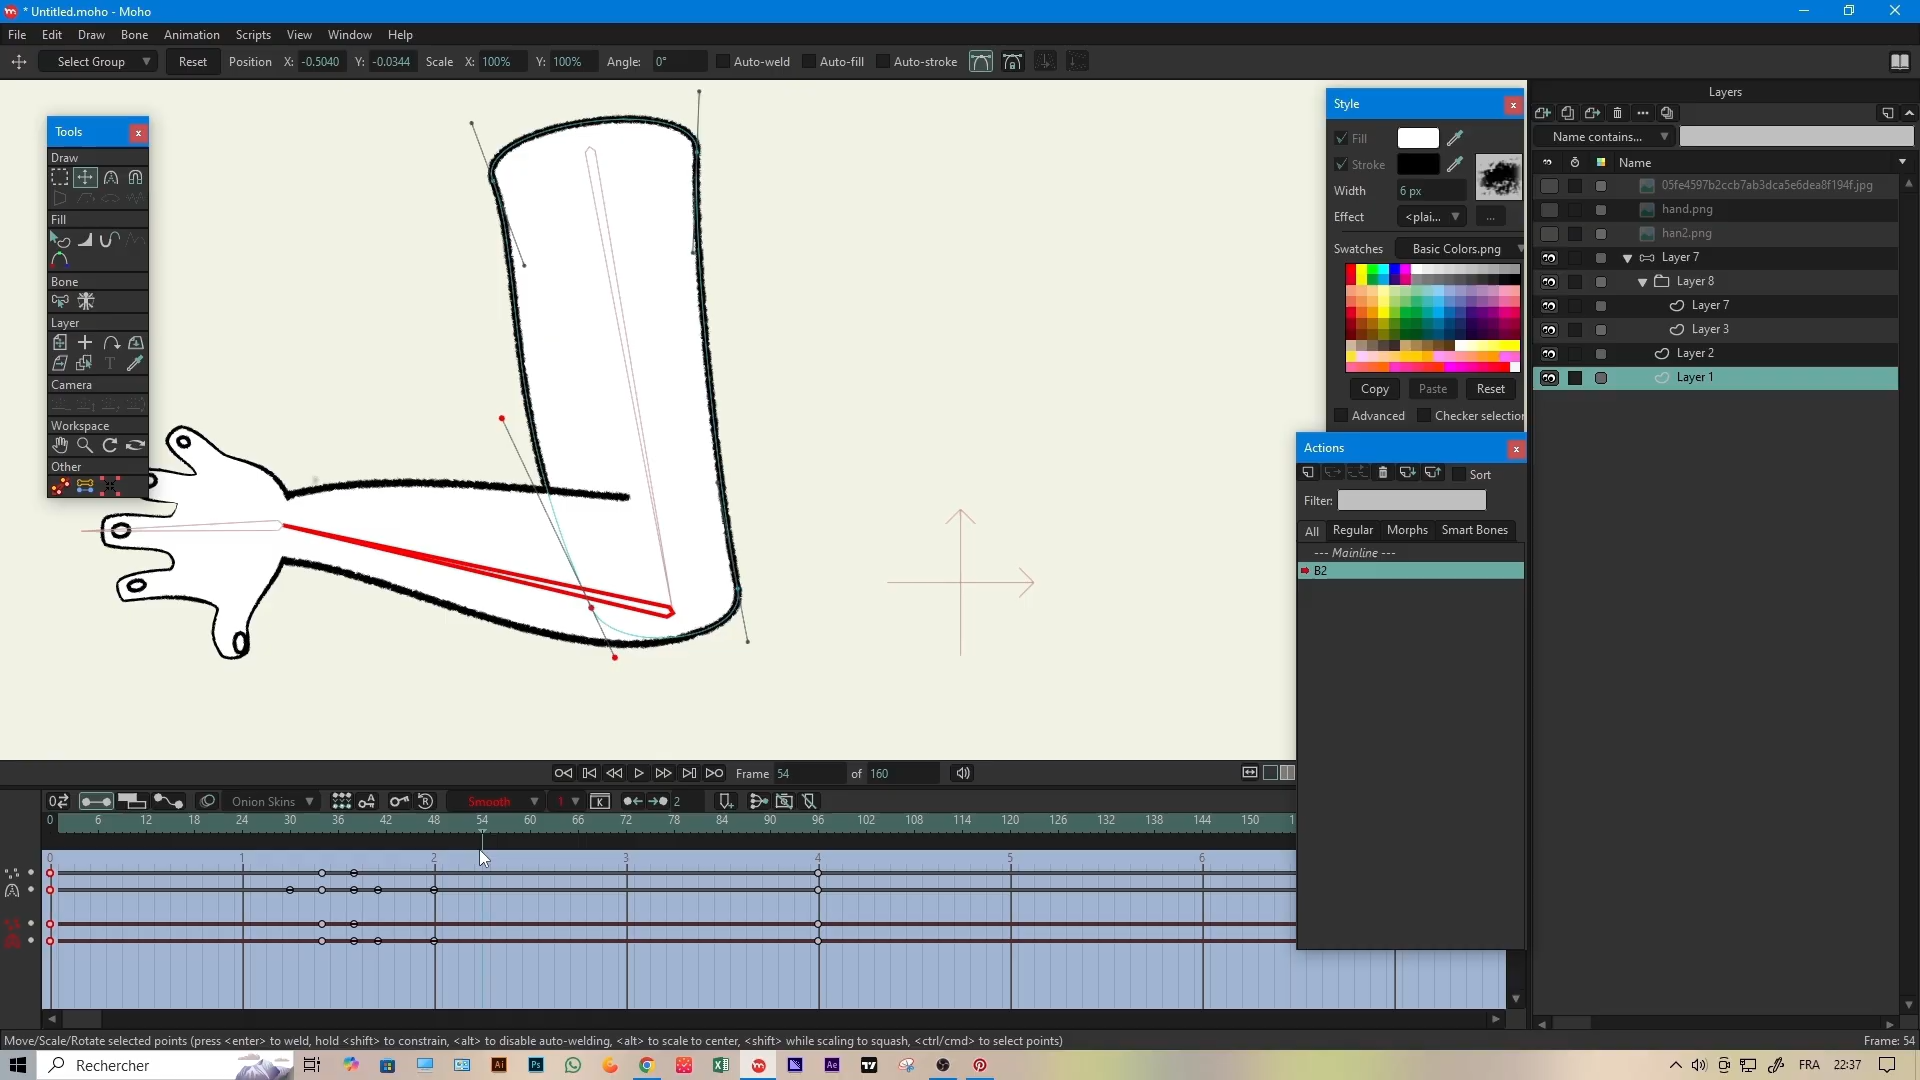 * Untitled.moho - Moho
File Edit Draw Bone Animation Scripts View Window Help
Select Group Reset Position X: -0.5040 Y: -0.0344 Scale X: 100% Y: 100% Angle: 0° Auto-weld Auto-fill Auto-stroke
Tools
Draw
Fill
Bone
Layer
Camera
Workspace
Other
Style
Fill
Stroke
Width 6 px
Effect <plai... ...
Swatches Basic Colors.png
Copy Paste Reset
Advanced Checker selection
Actions
Sort
Filter:
All Regular Morphs Smart Bones
--- Mainline ---
B2
Layers
Name contains...
Name
05fe4597b2ccb7ab3dca5e6dea8f194f.jpg
hand.png
han2.png
Layer 7
Layer 8
Layer 7
Layer 3
Layer 2
Layer 1
Frame 54 of 160
Onion Skins Smooth 1 2
0 6 12 18 24 30 36 42 48 54 60 66 72 78 84 90 96 102 108 114 120 126 132 138 144 150
0 1 2 3 4 5 6
Move/Scale/Rotate selected points (press <enter> to weld, hold <shift> to constrain, <alt> to disable auto-welding, <alt> to scale to center, <shift> while scaling to squash, <ctrl/cmd> to select points) Frame: 54
Rechercher
FRA 22:37